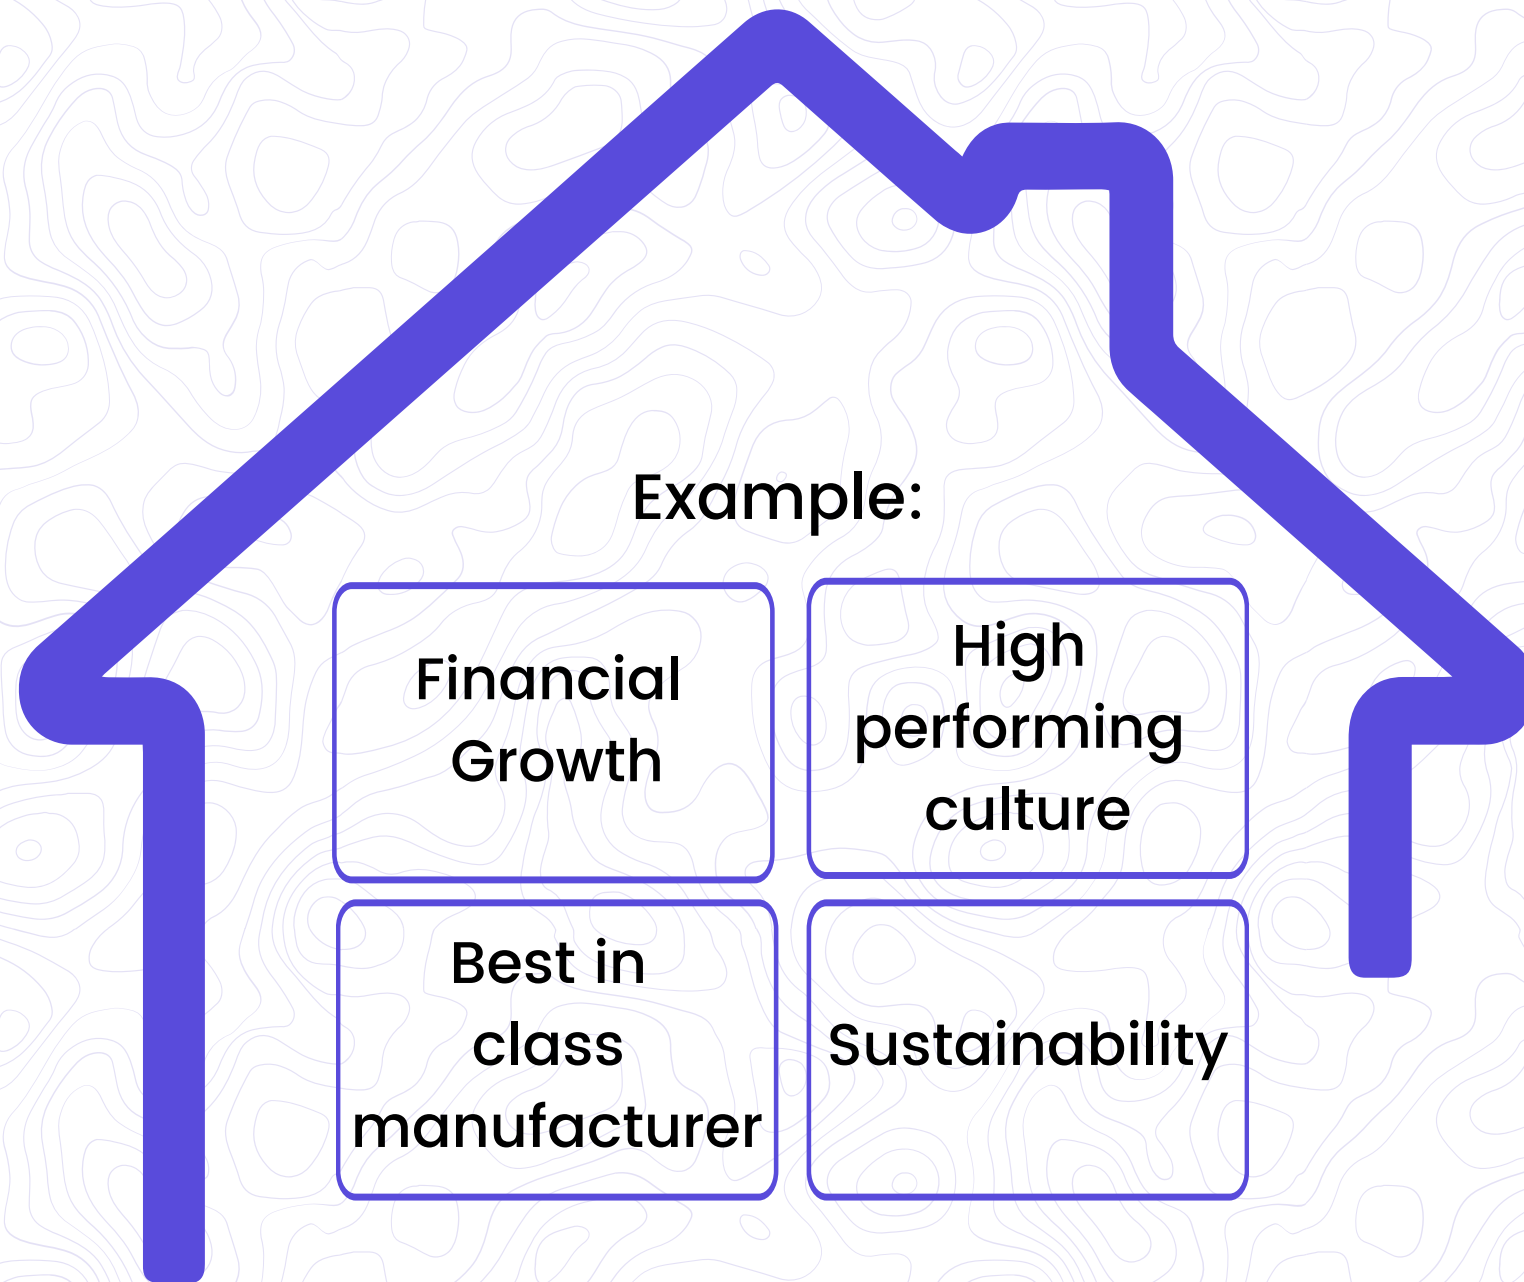 Example:
Financial
Growth
High
performing
culture
Best in
class
manufacturer
Sustainability